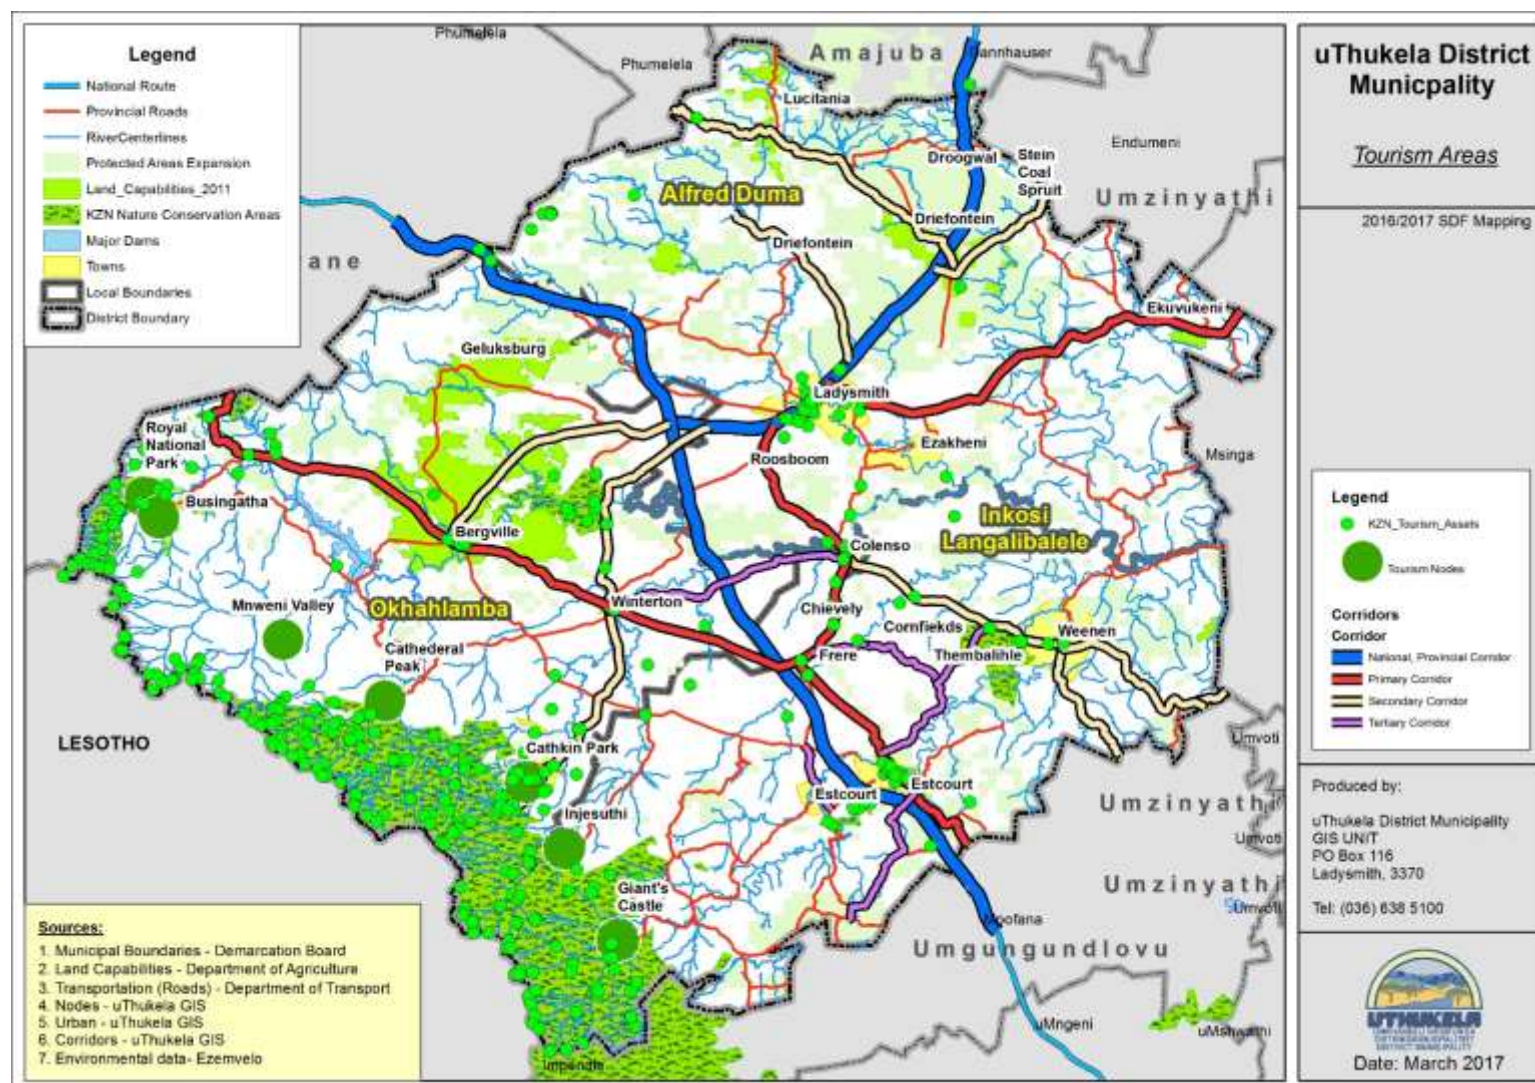 Legend
National Route
Provincial Roads
RiverCenterlines
Protected Areas Expansion
Land_Capabilities_2011
KZN Nature Conservation Areas
Major Dams
Towns
Local Boundaries
District Boundary
Phumelela
Phumelela
Amajuba
Dannhauser
Lucitania
Endumeni
Droogwal
Stein
Coal
Spruit
Umzinyathi
Alfred Duma
Driefontein
Driefontein
ane
Ekuvukeni
Geluksburg
Ladysmith
Royal
National
Park
Ezakheni
Msinga
Roosboom
Busingatha
Inkosi
Langalibalele
Bergville
Colenso
Mnweni Valley
Okhahlamba
Winterton
Chievely
Cornfiekds
Weenen
Cathederal
Peak
Frere
Thembalihle
LESOTHO
Cathkin Park
Umvoti
Estcourt
Estcourt
Injesuthi
Umzinyathi
Umvoti
Giant's
Castle
Umzinyathi
Umvoti
Mpofana
Umgungundlovu
uMngeni
uMshwathi
Impendle
Sources:
1. Municipal Boundaries - Demarcation Board
2. Land Capabilities - Department of Agriculture
3. Transportation (Roads) - Department of Transport
4. Nodes - uThukela GIS
5. Urban - uThukela GIS
6. Corridors - uThukela GIS
7. Environmental data- Ezemvelo
uThukela District
Municpality
Tourism Areas
2016/2017 SDF Mapping
Legend
KZN_Tourism_Assets
Tourism Nodes
Corridors
Corridor
National, Provincial Corridor
Primary Corridor
Secondary Corridor
Tertiary Corridor
Produced by:
uThukela District Municipality
GIS UNIT
PO Box 116
Ladysmith, 3370
Tel: (036) 638 5100
UTHUKELA
DISTRICT MUNICIPALITY
Date: March 2017